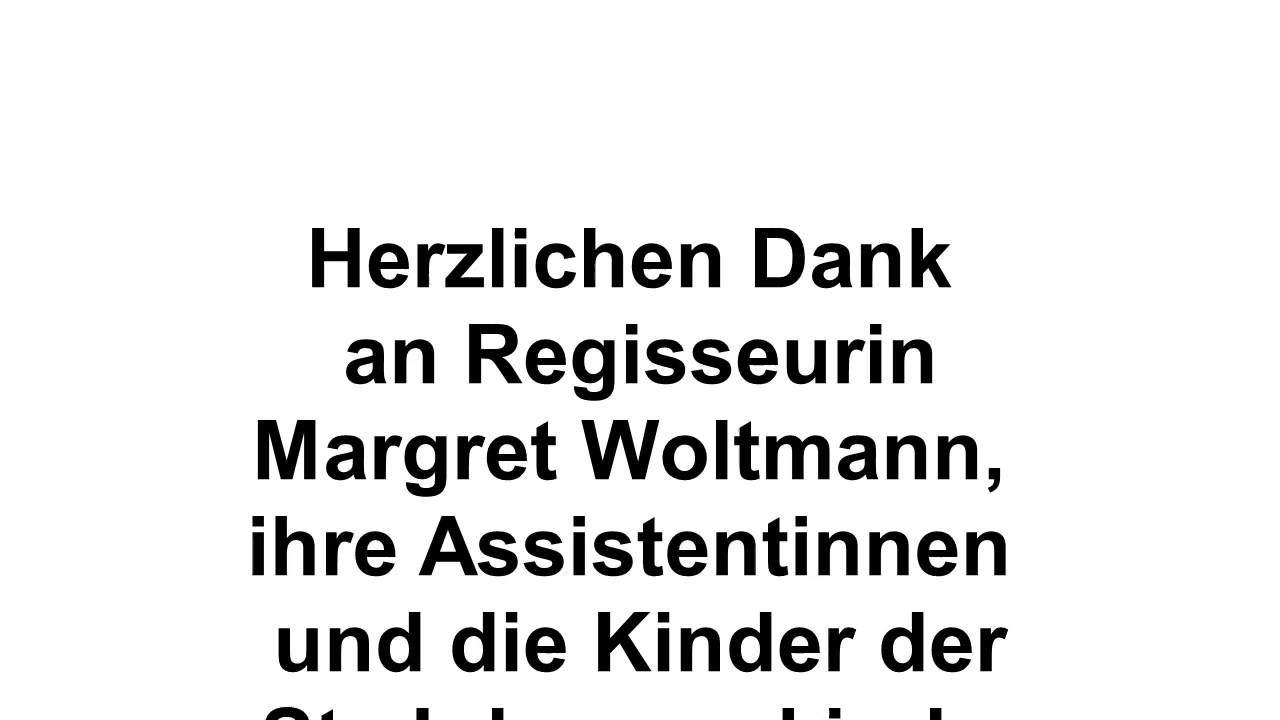 Herzlichen Dank
an Regisseurin
Margret Woltmann,
ihre Assistentinnen
und die Kinder der